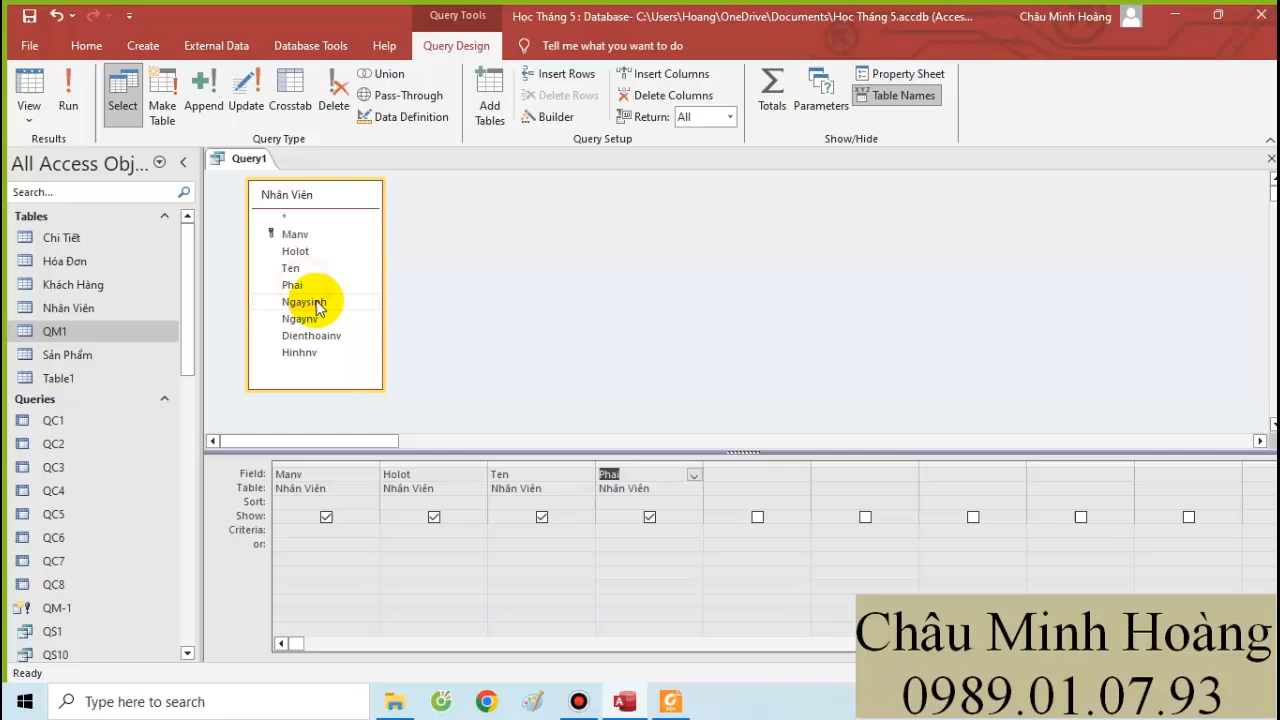 Query Tools
Học Tháng 5 : Database- C:\Users\Hoang\OneDrive\Documents\Học Tháng 5.accdb (Acces...
Châu Minh Hoàng
File Home Create External Data Database Tools Help Query Design Tell me what you want to do
View Run Select Make Table Append Update Crosstab Delete
Union
Pass-Through
Data Definition
Add Tables
Insert Rows
Delete Rows
Builder
Insert Columns
Delete Columns
Return: All
Totals Parameters
Property Sheet
Table Names
Results Query Type Query Setup Show/Hide
All Access Obj...
Search...
Tables
Chi Tiết
Hóa Đơn
Khách Hàng
Nhân Viên
QM1
Sản Phẩm
Table1
Queries
QC1
QC2
QC3
QC4
QC5
QC6
QC7
QC8
QM-1
QS1
QS10
Query1
Nhân Viên
*
Manv
Holot
Ten
Phai
Ngaysinh
Ngaynv
Dienthoainv
Hinhnv
Field: Manv Holot Ten Phai
Table: Nhân Viên Nhân Viên Nhân Viên Nhân Viên
Sort:
Show:
Criteria:
or:
Châu Minh Hoàng
0989.01.07.93
Ready
Type here to search